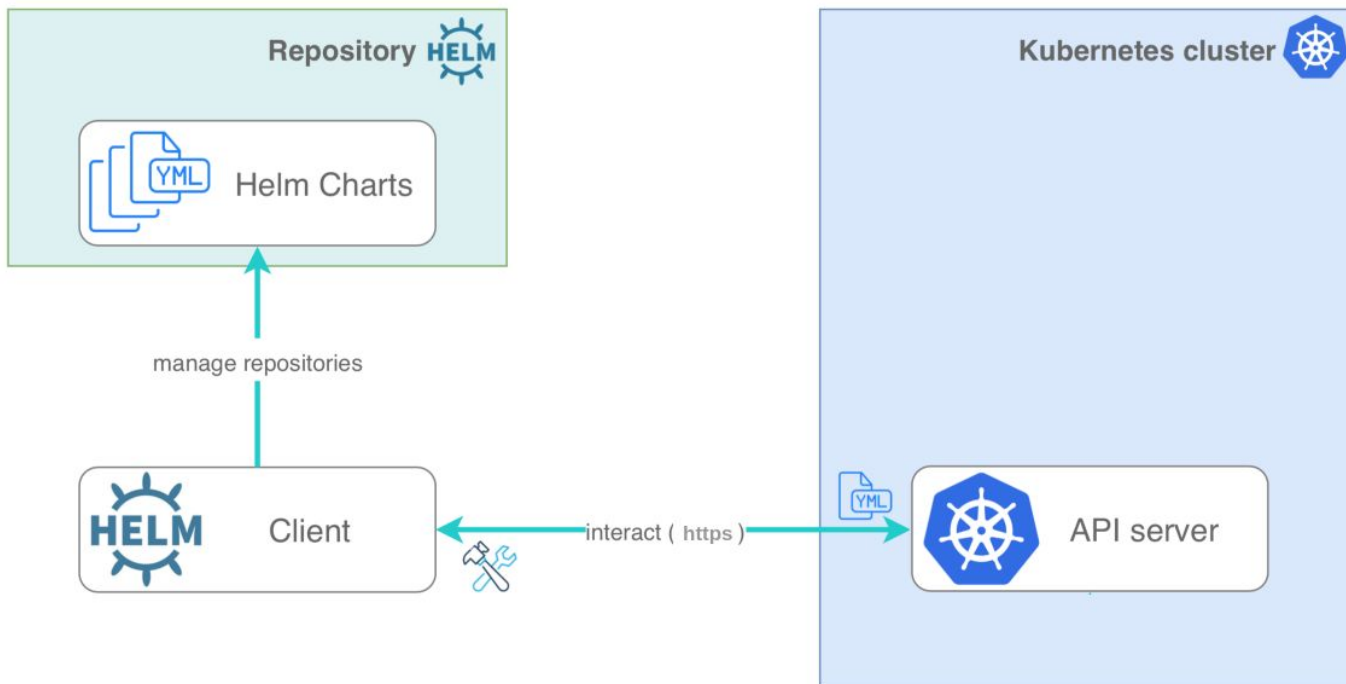 Repository HELM
Kubernetes cluster
YML
Helm Charts
manage repositories
HELM
Client
interact ( https )
YML
API server